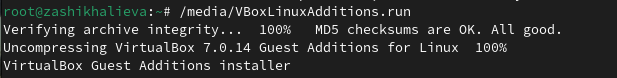 root@zashikhalieva:~# /media/VBoxLinuxAdditions.run
Verifying archive integrity...  100%   MD5 checksums are OK. All good.
Uncompressing VirtualBox 7.0.14 Guest Additions for Linux  100%
VirtualBox Guest Additions installer